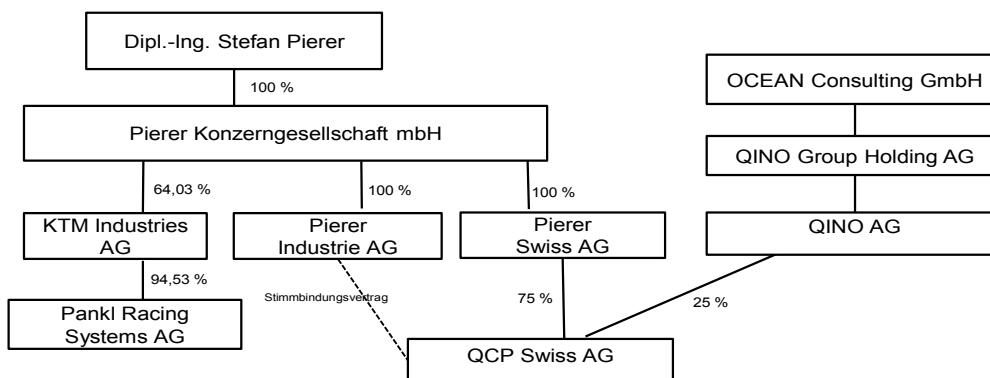 Dipl.-Ing. Stefan Pierer
100 %
OCEAN Consulting GmbH
Pierer Konzerngesellschaft mbH
QINO Group Holding AG
64,03 %
100 %
100 %
KTM Industries
AG
Pierer
Industrie AG
Pierer
Swiss AG
QINO AG
94,53 %
Stimmbindungsvertrag
75 %
25 %
Pankl Racing
Systems AG
QCP Swiss AG